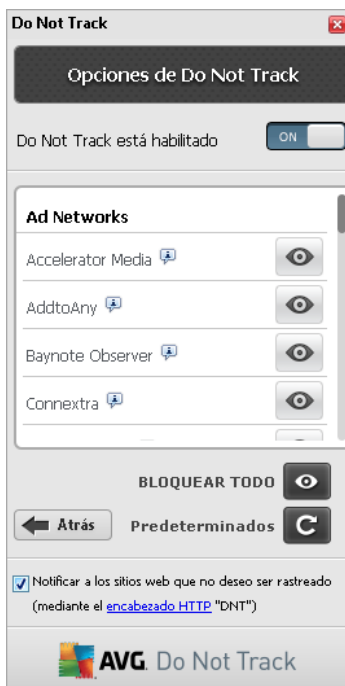 Do Not Track
Opciones de Do Not Track
Do Not Track está habilitado
ON
Ad Networks
Accelerator Media
AddtoAny
Baynote Observer
Connextra
BLOQUEAR TODO
Atrás
Predeterminados
Notificar a los sitios web que no deseo ser rastreado
(mediante el encabezado HTTP "DNT")
AVG. Do Not Track